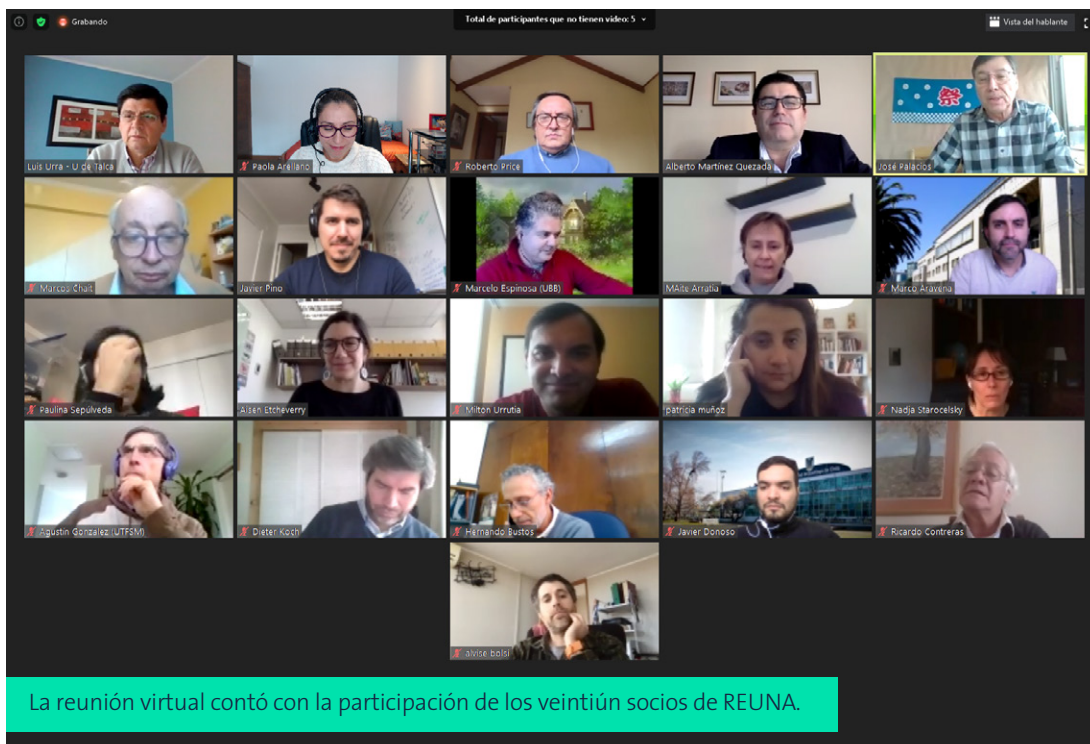 Grabando
Total de participantes que no tienen video: 5
Vista del hablante
Luis Urra - U de Talca
Paola Arellano
Roberto Price
Alberto Martínez Quezada
José Palacios
Marcos Chait
Javier Pino
Marcelo Espinosa (UBB)
MAite Arratia
Marco Aravena
Paulina Sepúlveda
Aisén Etcheverry
Milton Urrutia
patricia muñoz
Nadja Starocelsky
Agustín González (UTFSM)
Dieter Koch
Hernando Bustos
Javier Donoso
Ricardo Contreras
alvise bolsi
La reunión virtual contó con la participación de los veintiún socios de REUNA.